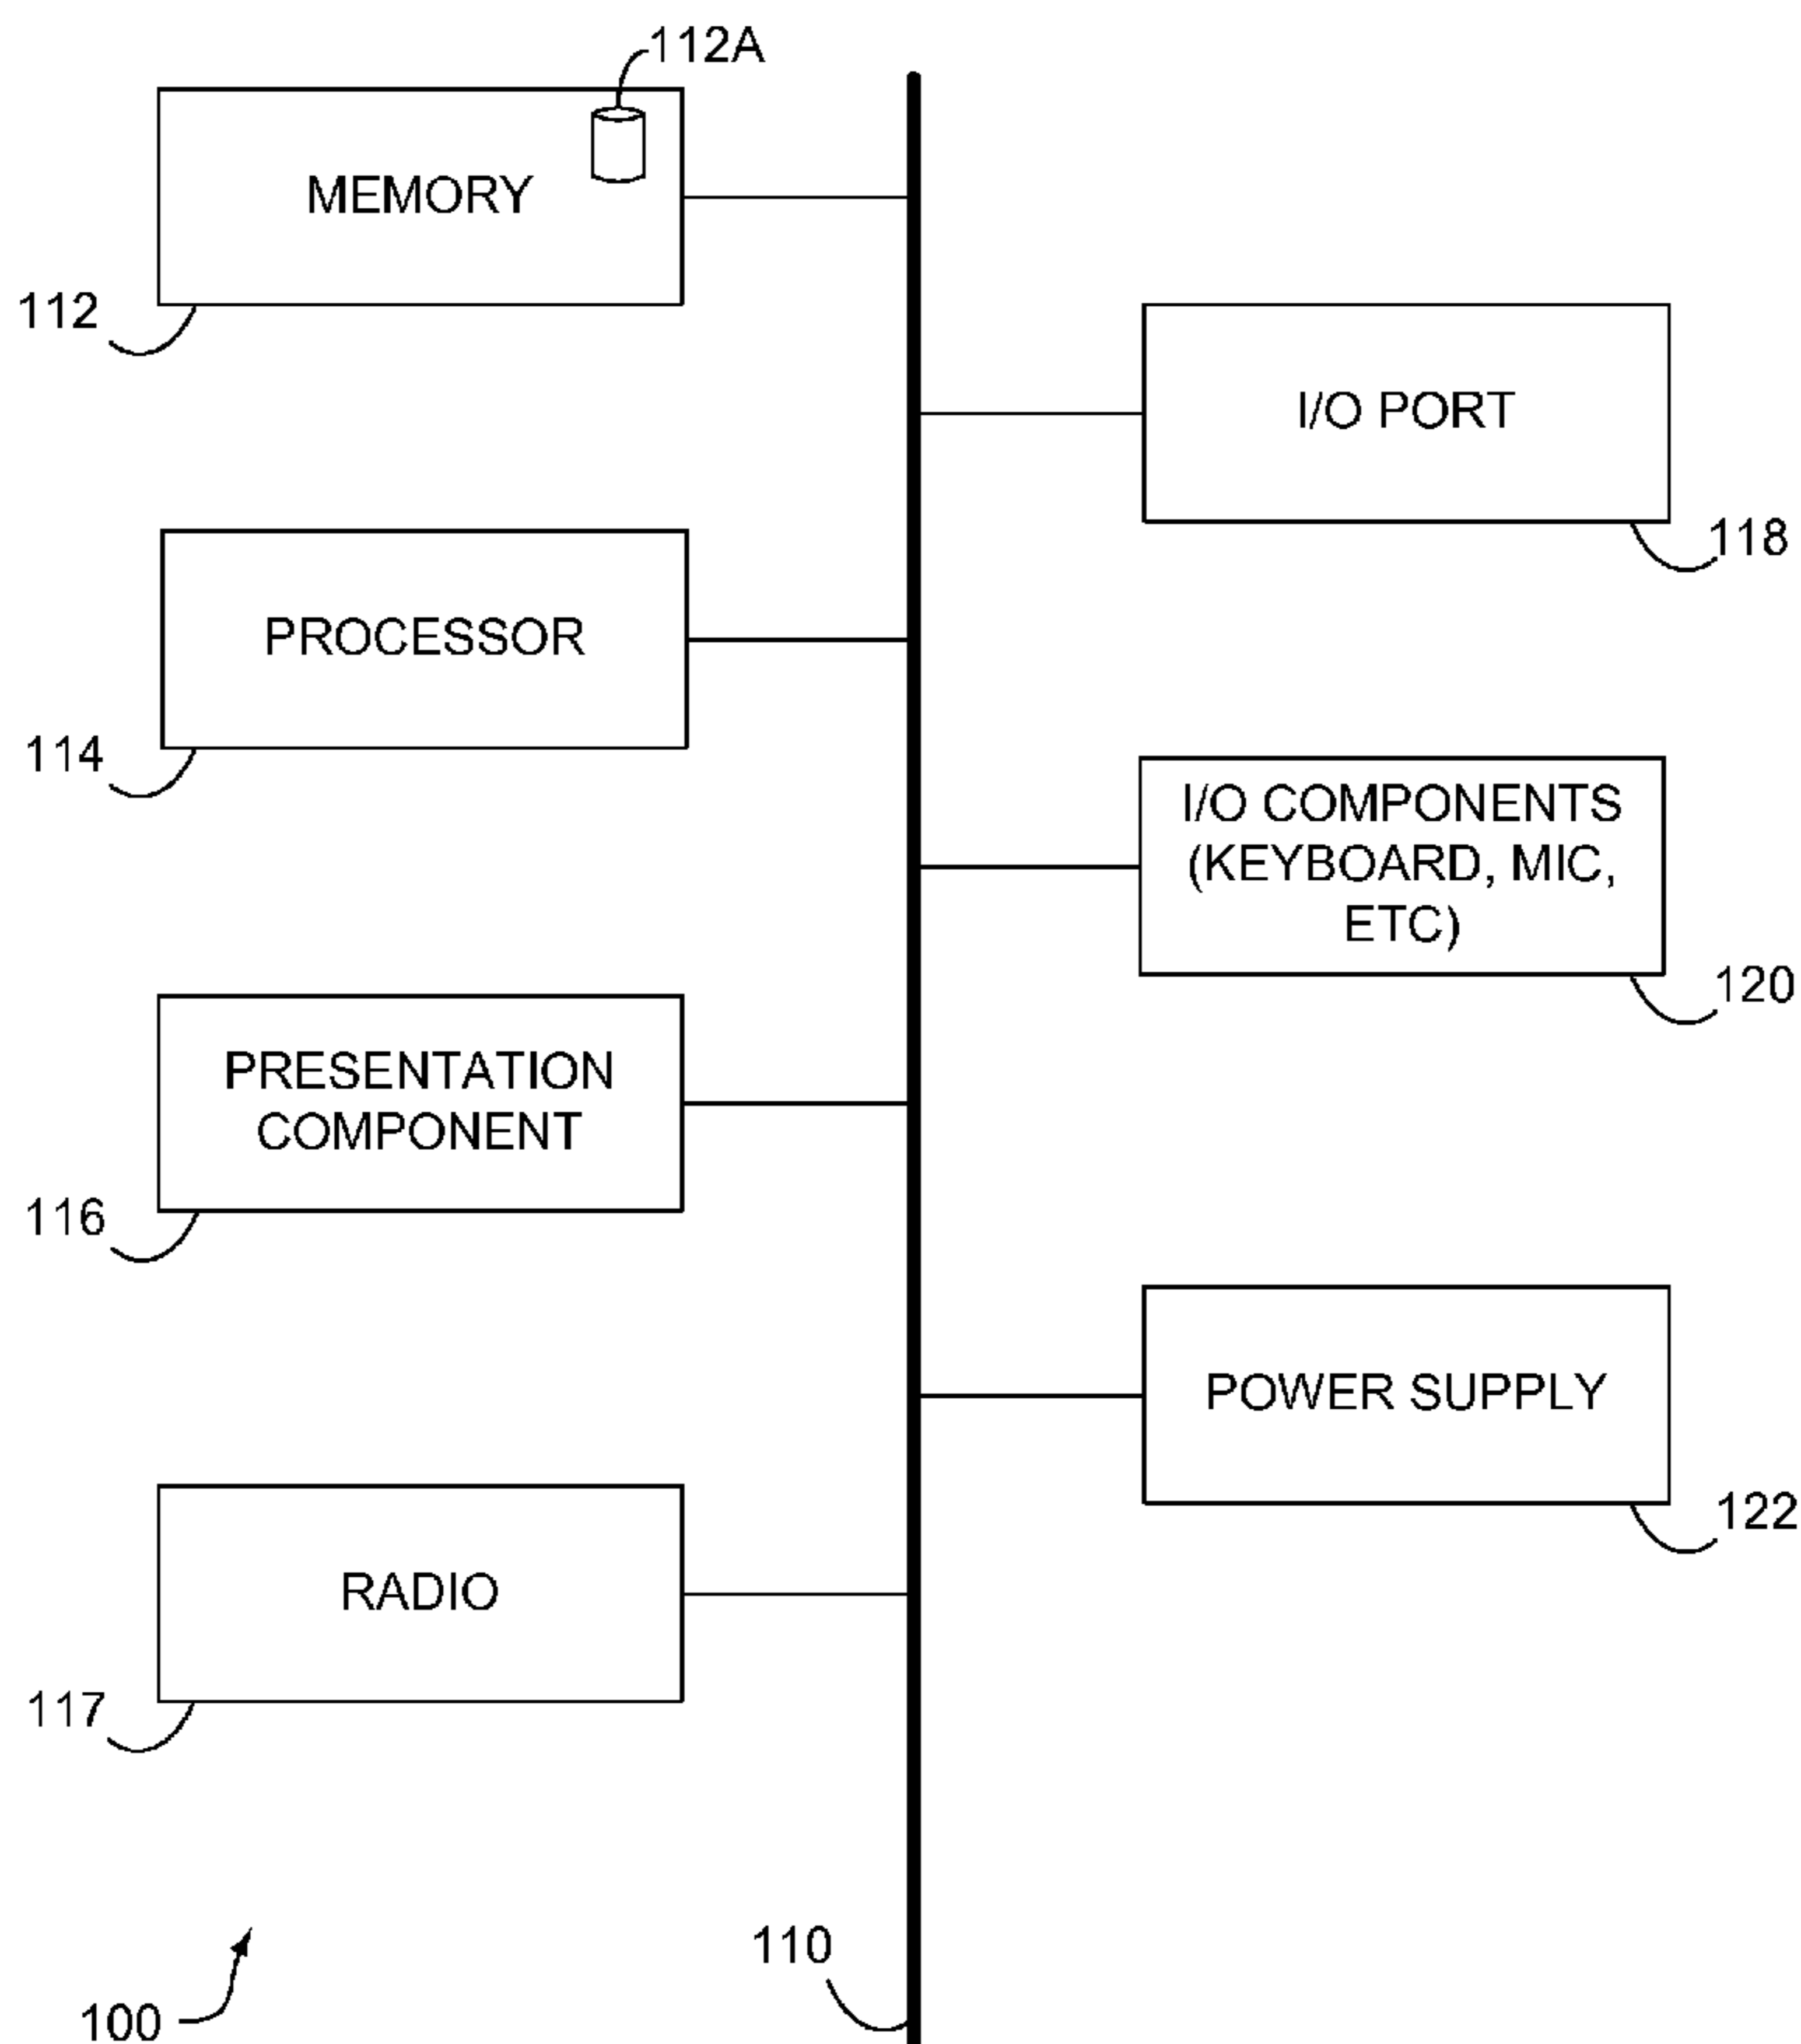 112A
MEMORY
112
I/O PORT
118
PROCESSOR
114
I/O COMPONENTS
(KEYBOARD, MIC,
ETC)
120
PRESENTATION
COMPONENT
116
POWER SUPPLY
122
RADIO
117
110
100